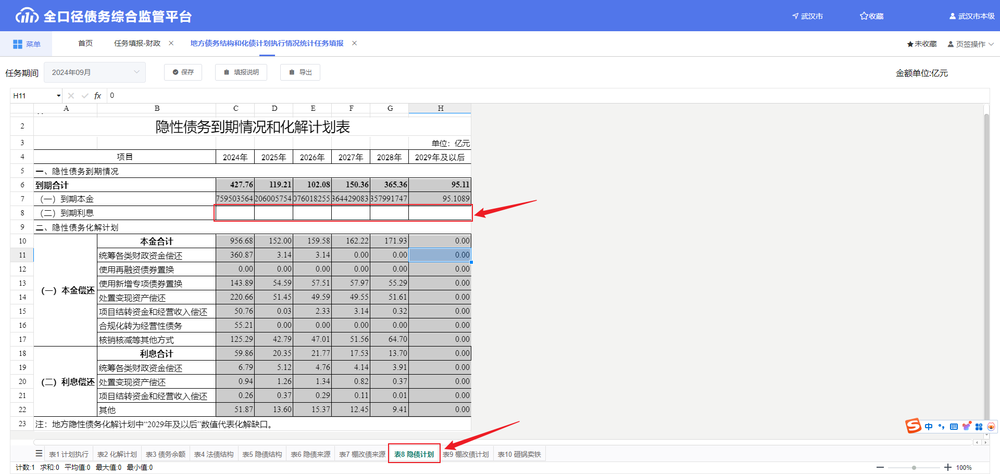 全口径债务综合监管平台 武汉市 收藏 武汉市本级
菜单 首页 任务填报-财政 × 地方债务结构和化债计划执行情况统计任务填报 × ★未收藏 页签操作
任务期间 2024年09月 保存 填报说明 导出 金额单位:亿元
H11 fx 0
A B C D E F G H
2 隐性债务到期情况和化解计划表
3 单位：亿元
4 项目 2024年 2025年 2026年 2027年 2028年 2029年及以后
5 一、隐性债务到期情况
6 到期合计 427.76 119.21 102.08 150.36 365.36 95.11
7 （一）到期本金 759503564 206005754 076018255 364429083 357991747 95.1089
8 （二）到期利息
9 二、隐性债务化解计划
10 本金合计 956.68 152.00 159.58 162.22 171.93 0.00
11 统筹各类财政资金偿还 360.87 3.14 3.14 0.00 0.00 0.00
12 使用再融资债券置换 0.00 0.00 0.00 0.00 0.00 0.00
13 使用新增专项债券置换 143.89 54.59 57.51 57.97 55.29 0.00
（一）本金偿还
14 处置变现资产偿还 220.66 51.45 49.59 49.55 51.61 0.00
15 项目结转资金和经营收入偿还 50.76 0.03 2.33 3.14 0.32 0.00
16 合规化转为经营性债务 55.21 0.00 0.00 0.00 0.00 0.00
17 核销核减等其他方式 125.29 42.79 47.01 51.56 64.70 0.00
18 利息合计 59.86 20.35 21.77 17.53 13.70 0.00
19 统筹各类财政资金偿还 6.79 5.12 4.76 4.14 3.91 0.00
20 （二）利息偿还 处置变现资产偿还 0.94 1.26 1.34 0.82 0.37 0.00
21 项目结转资金和经营收入偿还 0.26 0.37 0.29 0.11 0.01 0.00
22 其他 51.87 13.60 15.37 12.45 9.41 0.00
23 注：地方隐性债务化解计划中“2029年及以后”数值代表化解缺口。
S 中 °,
表1 计划执行 表2 化解计划 表3 债务余额 表4 法债结构 表5 隐债结构 表6 隐债来源 表7 棚改债来源 表8 隐债计划 表9 棚改债计划 表10 砸锅卖铁
计数:1 求和:0 平均值:0 最大值:0 最小值:0 100%